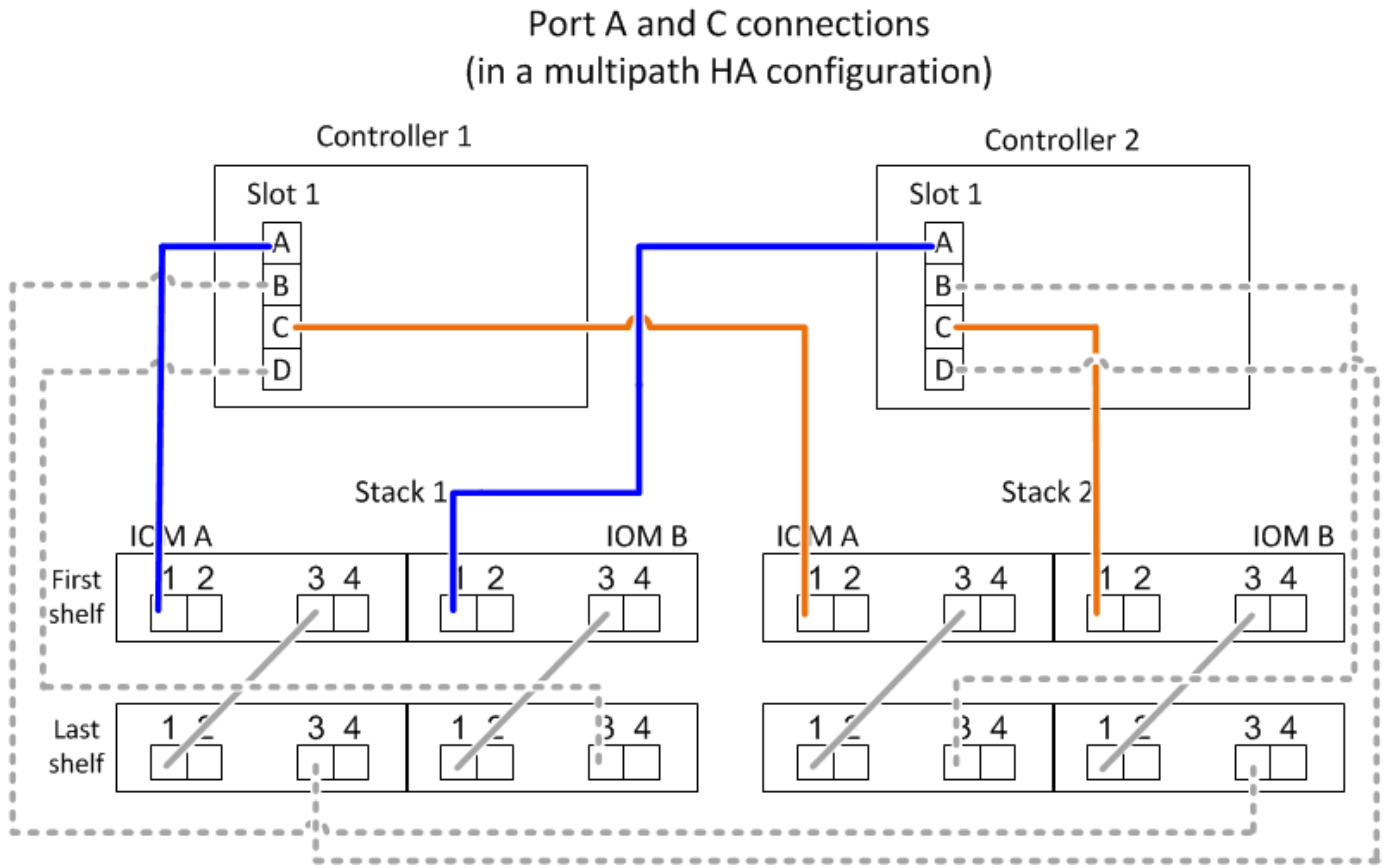 Port A and C connections
(in a multipath HA configuration)
Controller 1
Controller 2
Slot 1
A
B
C
D
Slot 1
A
B
C
D
Stack 1
Stack 2
IOM A
IOM B
IOM A
IOM B
First
shelf
1 2 3 4 1 2 3 4 1 2 3 4 1 2 3 4
Last
shelf
1 2 3 4 1 2 3 4 1 2 3 4 1 2 3 4